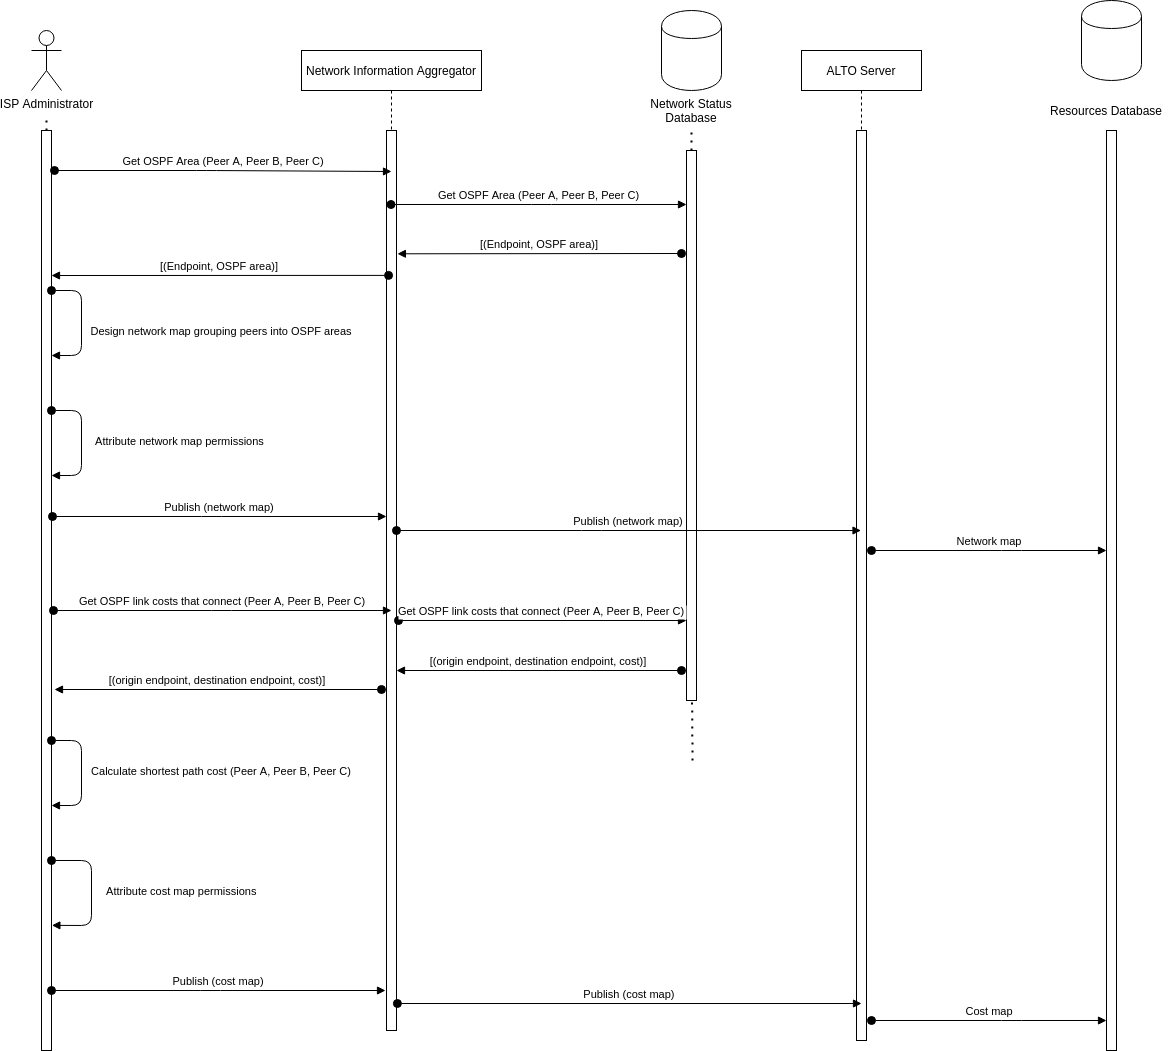 ISP Administrator
Network Information Aggregator
Network Status
Database
ALTO Server
Resources Database
Get OSPF Area (Peer A, Peer B, Peer C)
Get OSPF Area (Peer A, Peer B, Peer C)
[(Endpoint, OSPF area)]
[(Endpoint, OSPF area)]
Design network map grouping peers into OSPF areas
Attribute network map permissions
Publish (network map)
Publish (network map)
Network map
Get OSPF link costs that connect (Peer A, Peer B, Peer C)
Get OSPF link costs that connect (Peer A, Peer B, Peer C)
[(origin endpoint, destination endpoint, cost)]
[(origin endpoint, destination endpoint, cost)]
Calculate shortest path cost (Peer A, Peer B, Peer C)
Attribute cost map permissions
Publish (cost map)
Publish (cost map)
Cost map